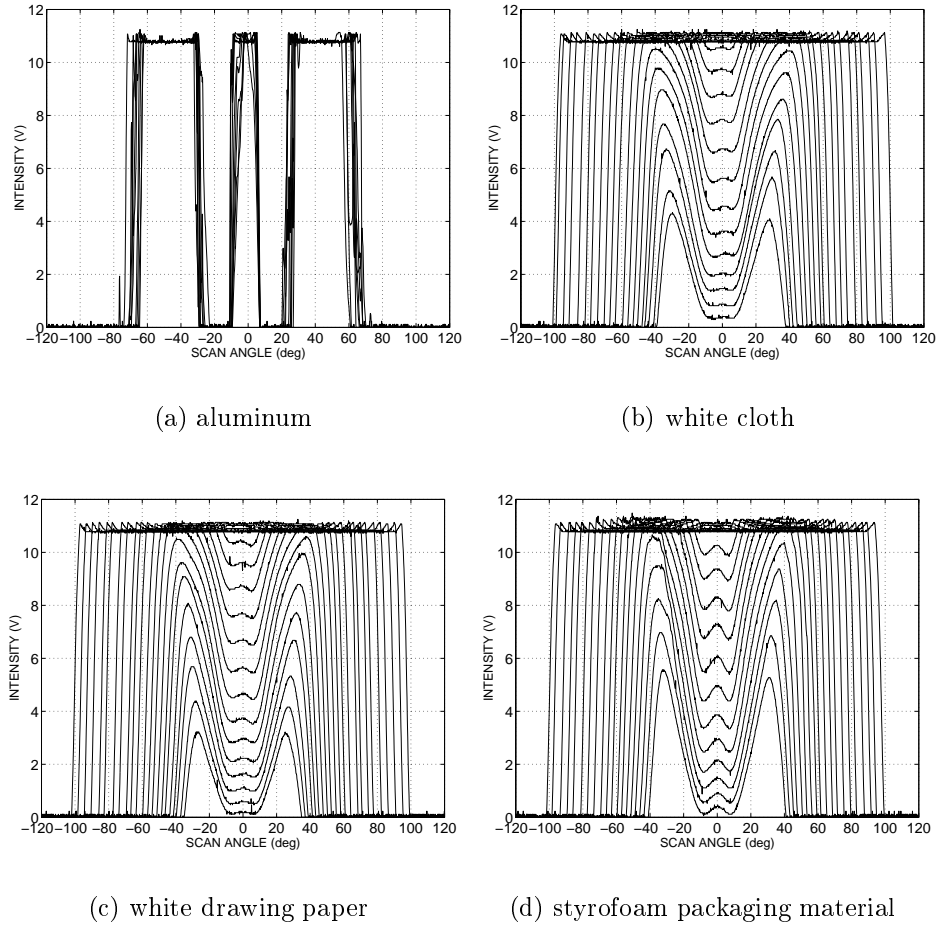 12
10
8
6
4
2
0
INTENSITY (V)
−120−100 −80 −60 −40 −20 0 20 40 60 80 100 120
SCAN ANGLE (deg)
(a) aluminum
12
10
8
6
4
2
0
INTENSITY (V)
−120−100 −80 −60 −40 −20 0 20 40 60 80 100 120
SCAN ANGLE (deg)
(b) white cloth
12
10
8
6
4
2
0
INTENSITY (V)
−120−100 −80 −60 −40 −20 0 20 40 60 80 100 120
SCAN ANGLE (deg)
(c) white drawing paper
12
10
8
6
4
2
0
INTENSITY (V)
−120−100 −80 −60 −40 −20 0 20 40 60 80 100 120
SCAN ANGLE (deg)
(d) styrofoam packaging material